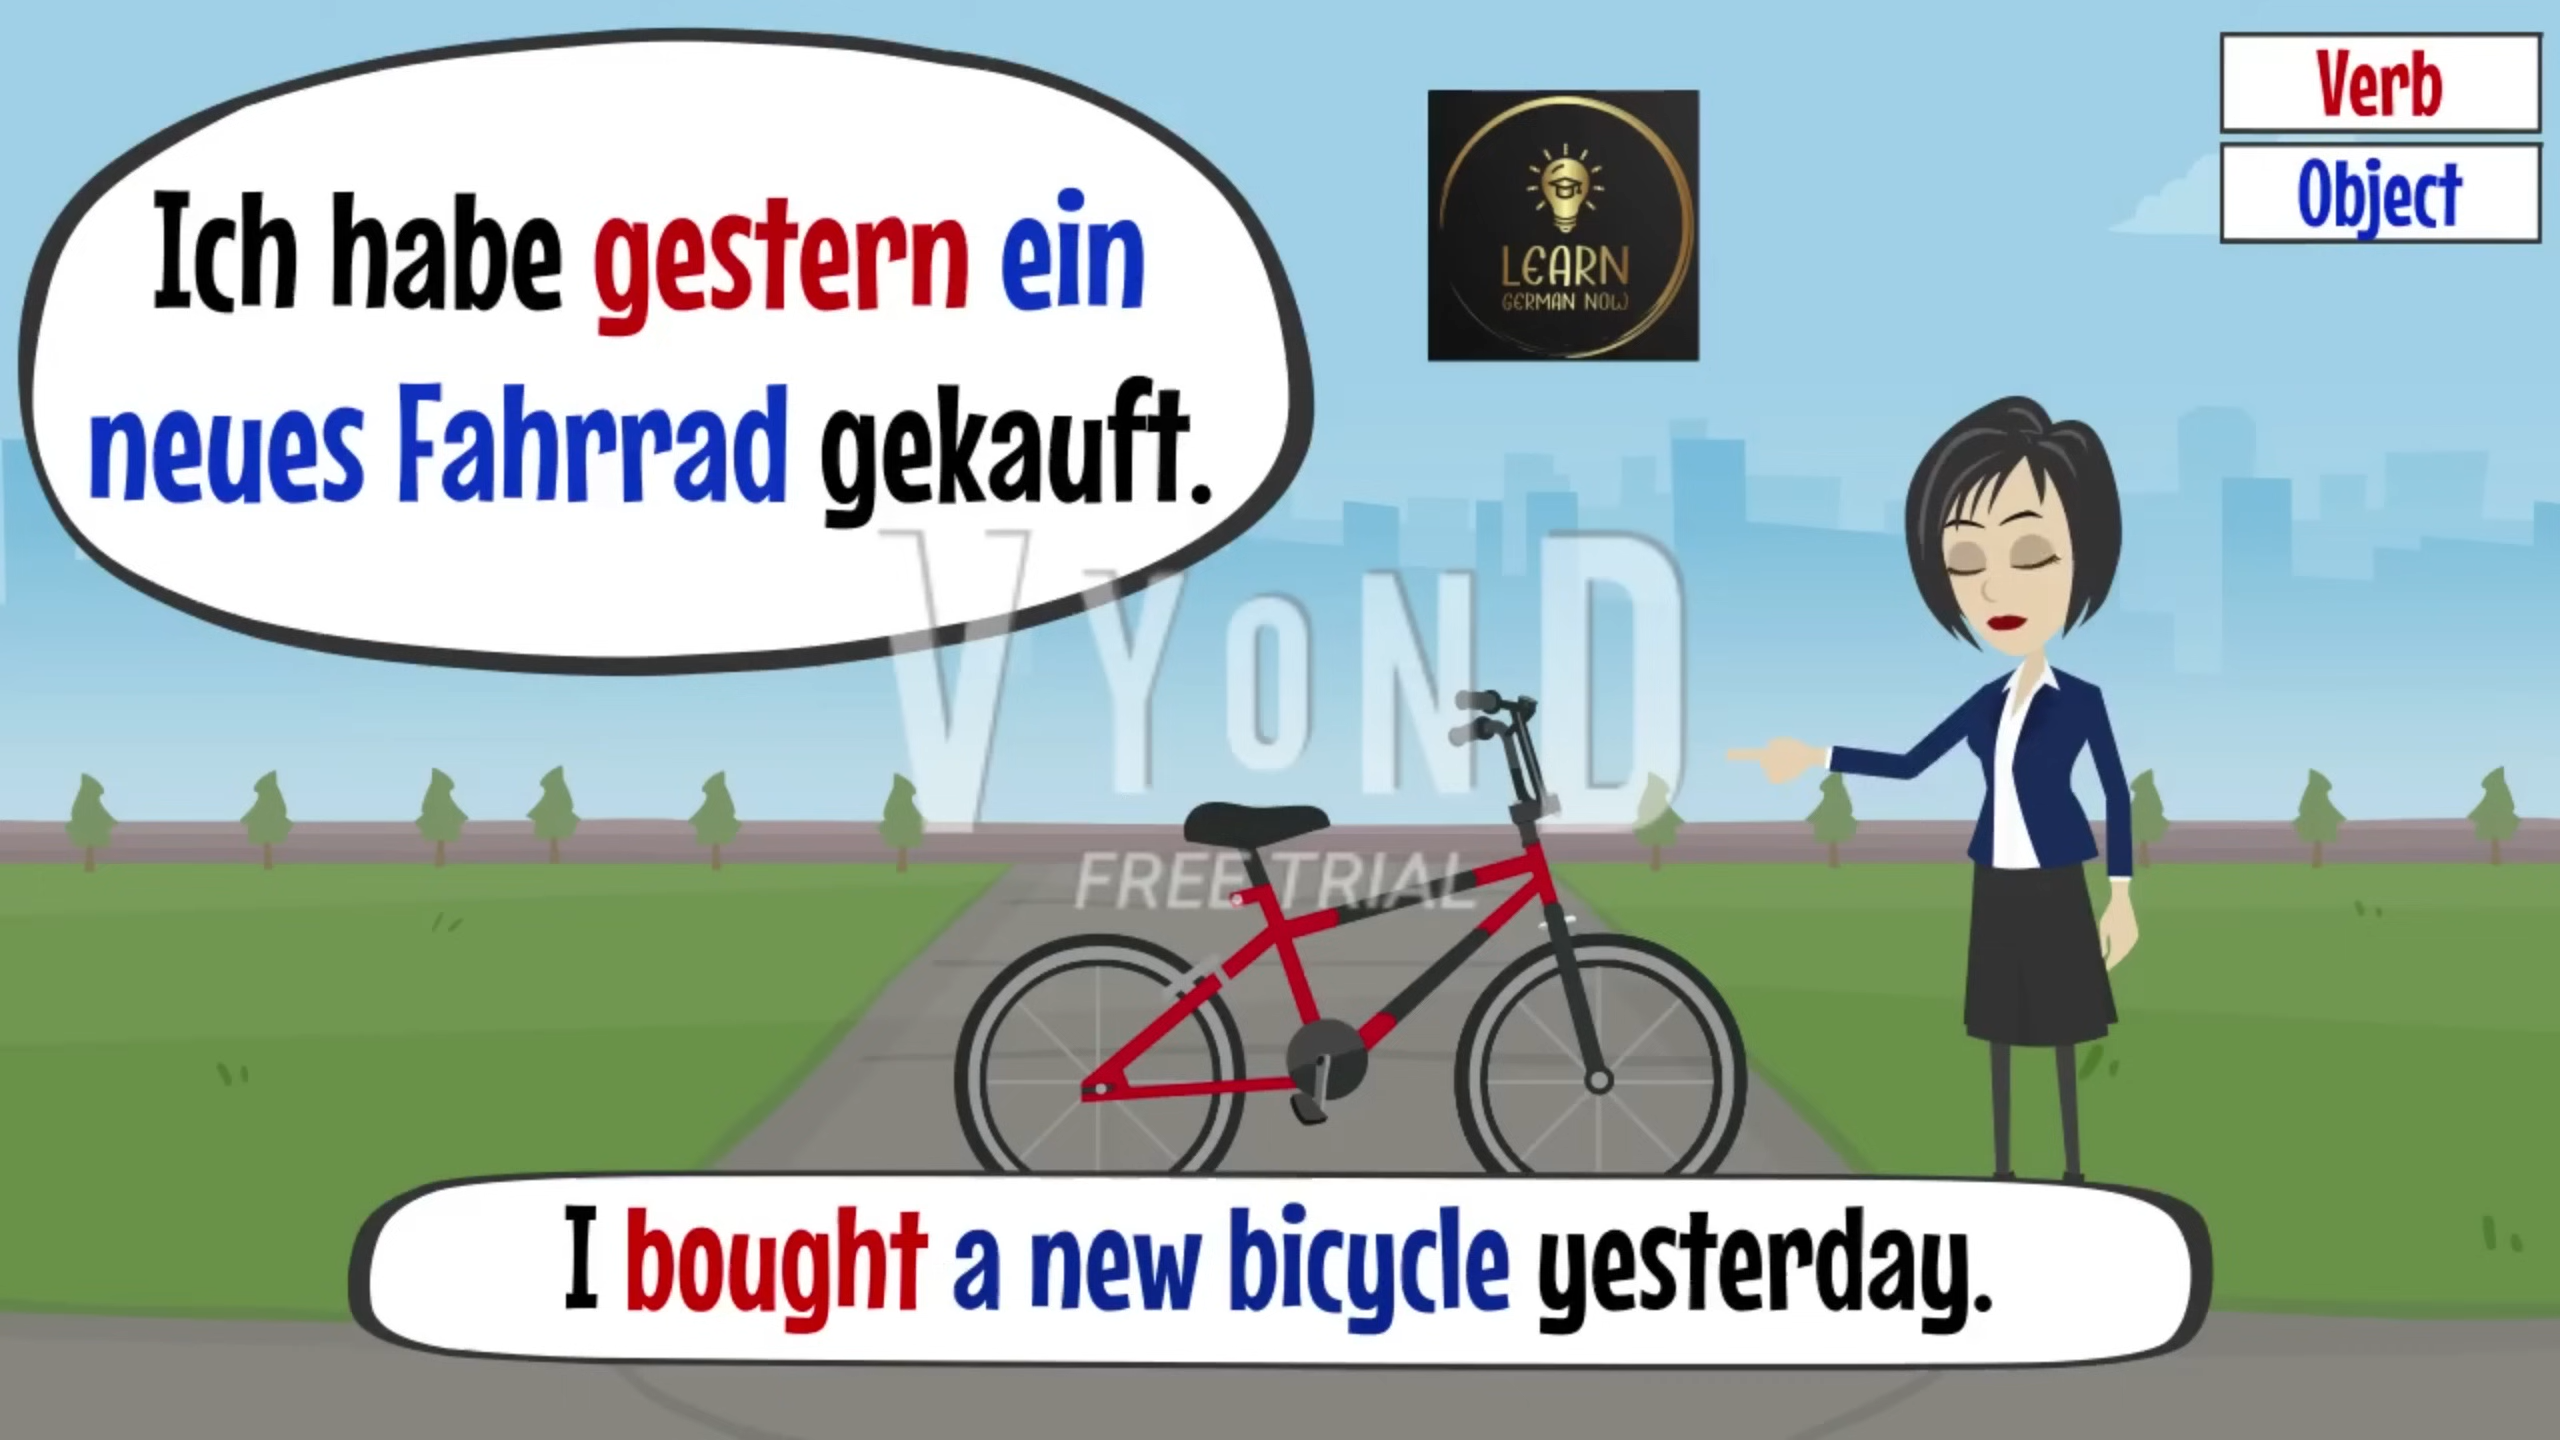 Verb
Object
Ich habe gestern ein
neues Fahrrad gekauft.
LEARN
GERMAN NOW
VYOND
FREE TRIAL
I bought a new bicycle yesterday.